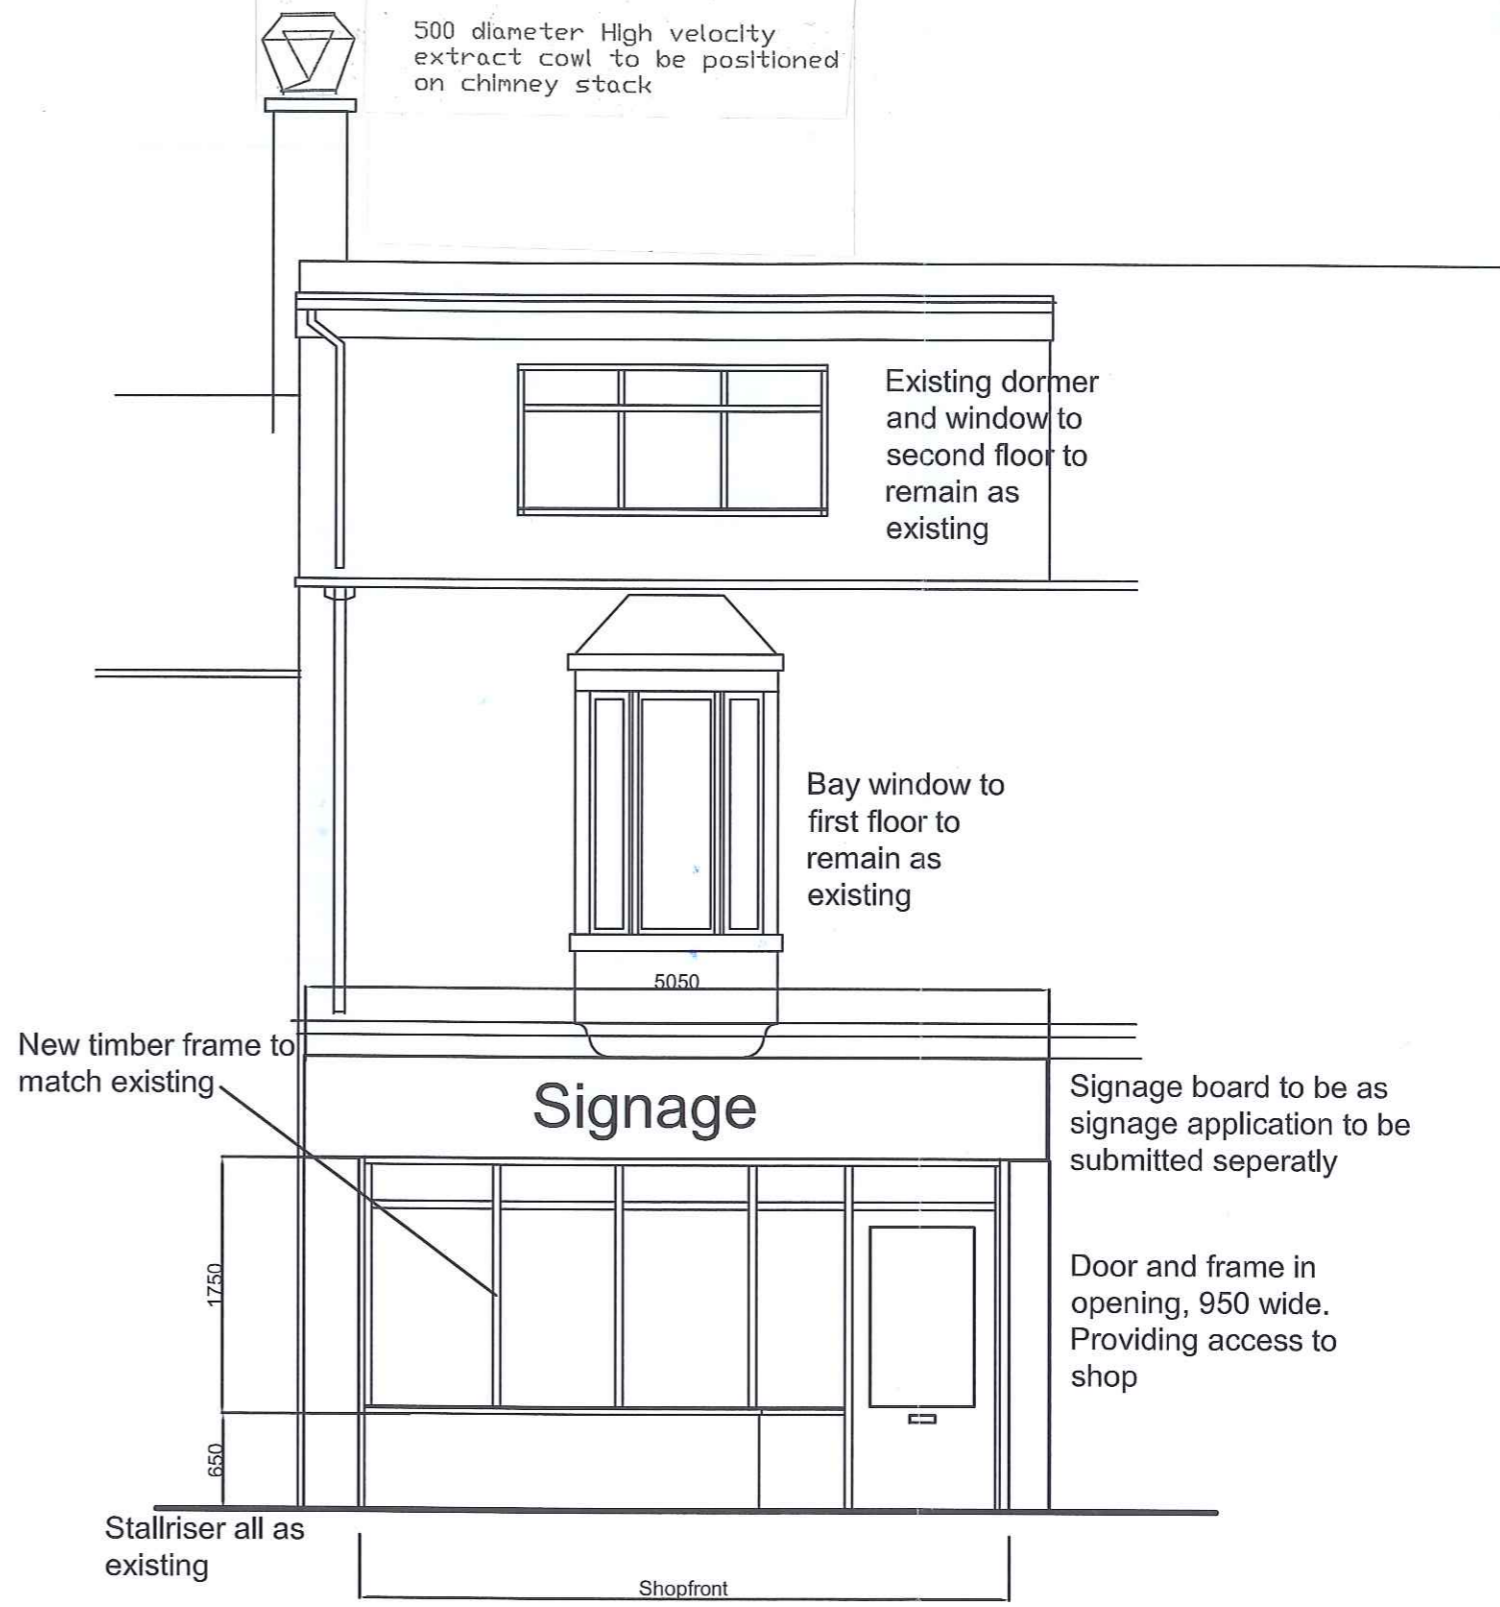 500 diameter High velocity
extract cowl to be positioned
on chimney stack
Existing dormer
and window to
second floor to
remain as
existing
Bay window to
first floor to
remain as
existing
5050
New timber frame to
match existing
Signage
Signage board to be as
signage application to be
submitted seperatly
1750
Door and frame in
opening, 950 wide.
Providing access to
shop
650
Stallriser all as
existing
Shopfront